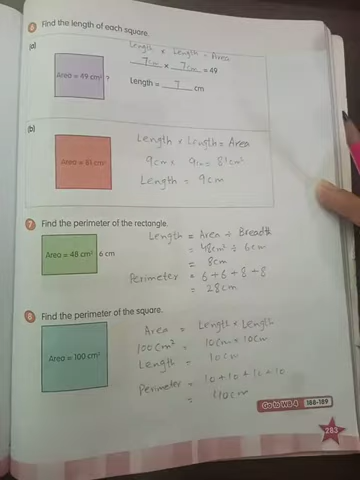 6 Find the length of each square.
(a)
Length × Length = Area
7cm × 7cm = 49
Area = 49 cm² ?
Length = 7 cm
(b)
Length × Length = Area
Area = 81 cm²
9cm × 9cm = 81cm²
Length = 9cm
7 Find the perimeter of the rectangle.
Length = Area ÷ Breadth
= 48cm² ÷ 6cm
Area = 48 cm² 6 cm
= 8cm
Perimeter = 6+6+8+8
= 28cm
8 Find the perimeter of the square.
Area = Length × Length
100cm² = 10cm × 10cm
Area = 100 cm²
Length = 10cm
Perimeter = 10+10+10+10
= 40cm
Go to WB 4 188-189
283